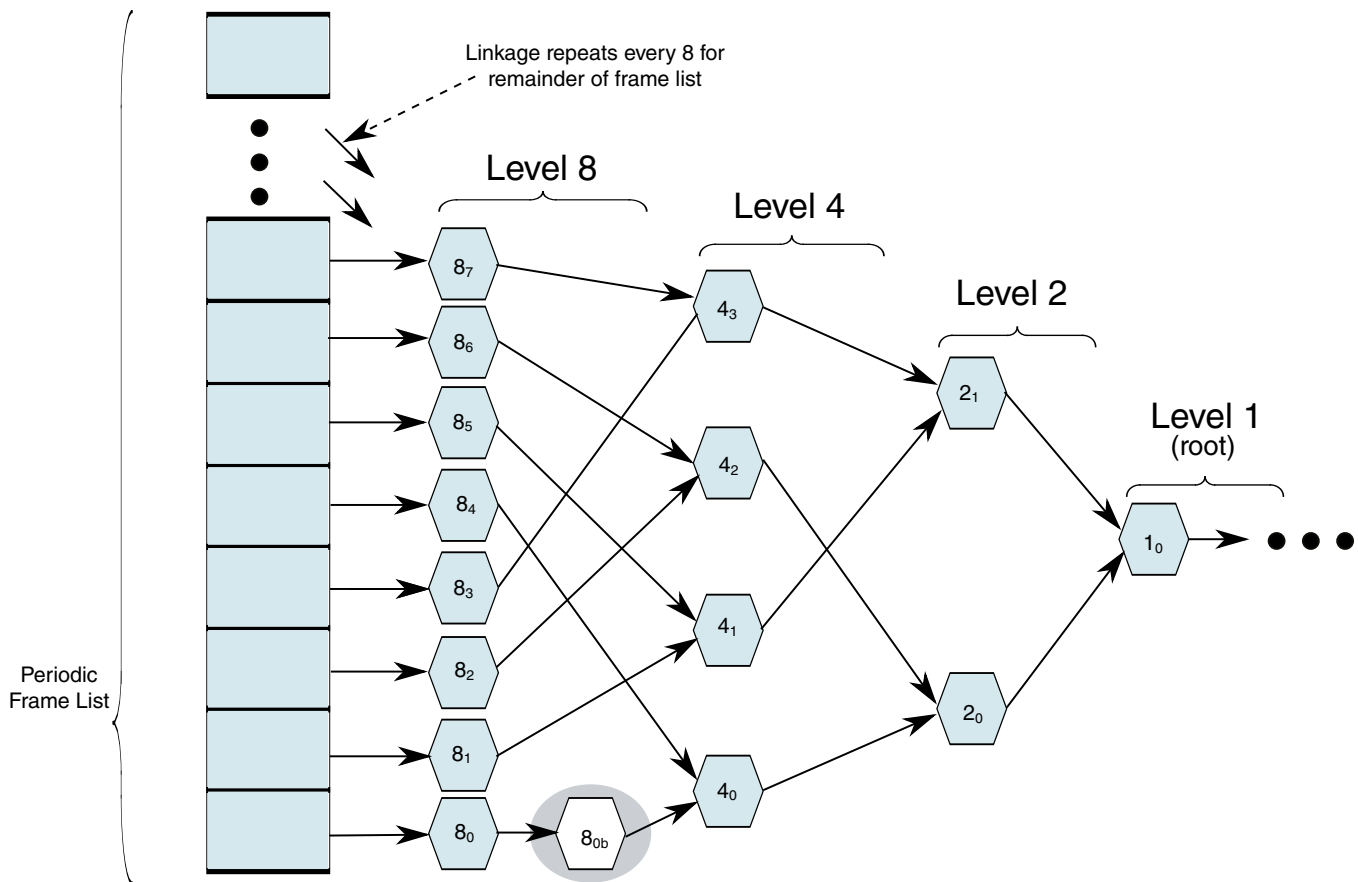 Linkage repeats every 8 for
remainder of frame list
Level 8
Level 4
Level 2
Level 1
(root)
8₇
8₆
8₅
8₄
8₃
8₂
8₁
8₀
8₀b
4₃
4₂
4₁
4₀
2₁
2₀
1₀
Periodic
Frame List